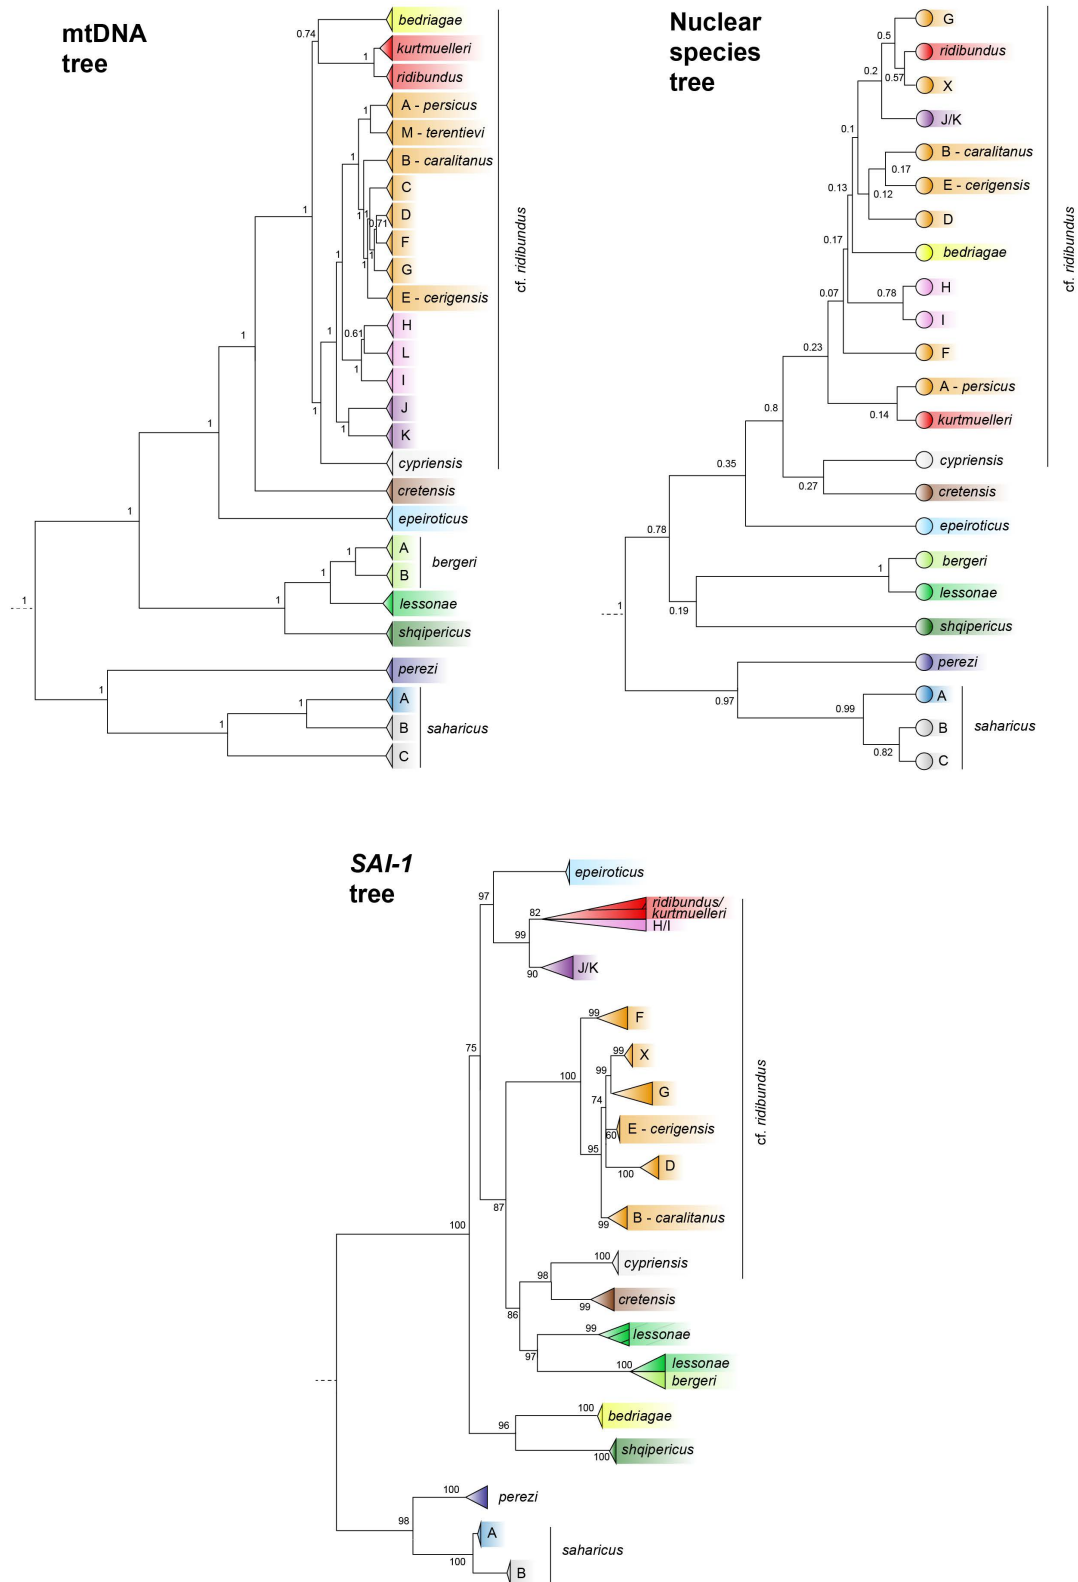 mtDNA
tree
0.74
bedriagae
kurtmuelleri
1
ridibundus
A - persicus
1
M - terentievi
1
B - caralitanus
C
1
1
D
0.71
F
1
G
1
E - cerigensis
H
0.61
L
1
1
I
J
1
K
1
cypriensis
1
cretensis
1
epeiroticus
1
cf. ridibundus
1
A
1
B
bergeri
1
lessonae
1
shqipericus
1
perezi
1
A
1
B
1
C
saharicus
Nuclear
species
tree
G
0.5
ridibundus
0.2
0.57
X
J/K
0.1
B - caralitanus
0.17
E - cerigensis
0.13
0.12
D
0.17
bedriagae
H
0.07
0.78
I
0.23
F
A - persicus
0.14
kurtmuelleri
0.8
cypriensis
0.27
cretensis
0.35
epeiroticus
cf. ridibundus
0.78
bergeri
1
lessonae
0.19
shqipericus
1
perezi
0.97
A
0.99
B
0.82
C
saharicus
SAI-1
tree
epeiroticus
97
ridibundus/
82
kurtmuelleri
H/I
99
90
J/K
75
99
F
99
X
100
99
G
74
E - cerigensis
60
95
D
100
B - caralitanus
99
87
cf. ridibundus
100
100
cypriensis
98
cretensis
99
86
99
lessonae
97
100
lessonae
bergeri
100
bedriagae
96
shqipericus
100
100
perezi
98
A
100
B
saharicus